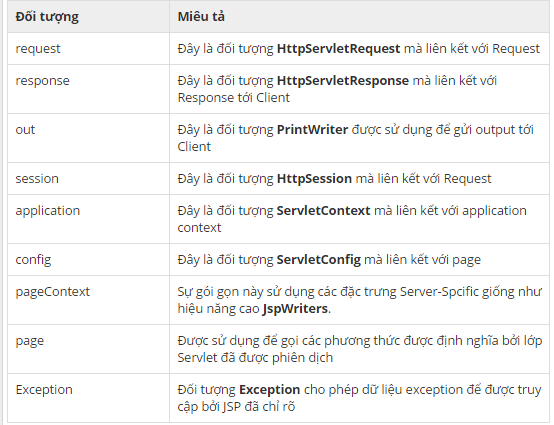 Đối tượng Miêu tả
request Đây là đối tượng HttpServletRequest mà liên kết với Request
response Đây là đối tượng HttpServletResponse mà liên kết với
Response tới Client
out Đây là đối tượng PrintWriter được sử dụng để gửi output tới
Client
session Đây là đối tượng HttpSession mà liên kết với Request
application Đây là đối tượng ServletContext mà liên kết với application
context
config Đây là đối tượng ServletConfig mà liên kết với page
pageContext Sự gói gọn này sử dụng các đặc trưng Server-Spcific giống như
hiệu năng cao JspWriters.
page Được sử dụng để gọi các phương thức được định nghĩa bởi lớp
Servlet đã được phiên dịch
Exception Đối tượng Exception cho phép dữ liệu exception để được truy
cập bởi JSP đã chỉ rõ